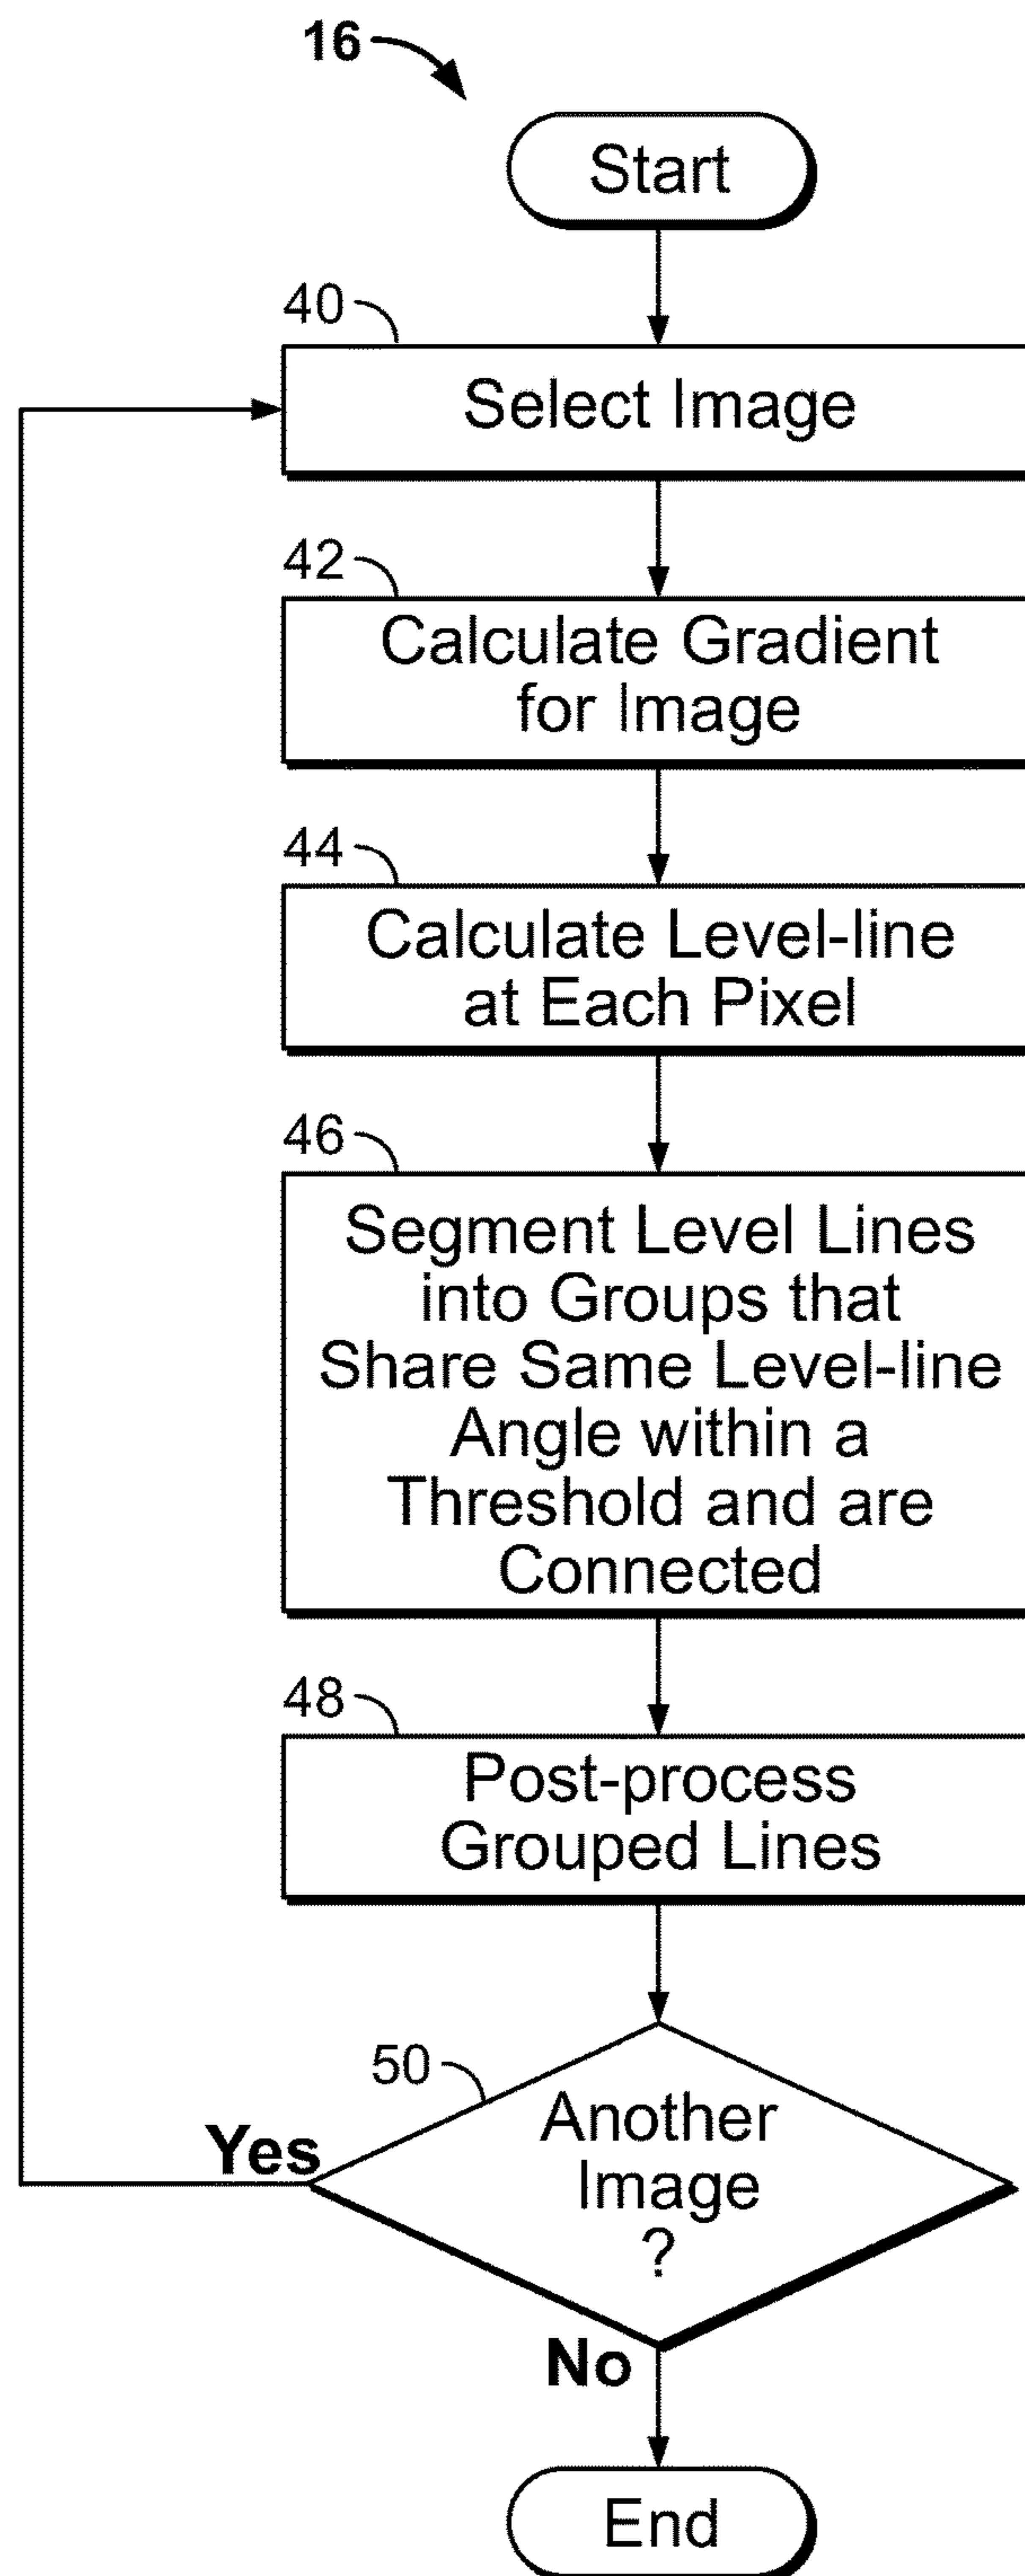 16
Start
40
Select Image
42
Calculate Gradient
for Image
44
Calculate Level-line
at Each Pixel
46
Segment Level Lines
into Groups that
Share Same Level-line
Angle within a
Threshold and are
Connected
48
Post-process
Grouped Lines
50
Another
Image
?
Yes
No
End